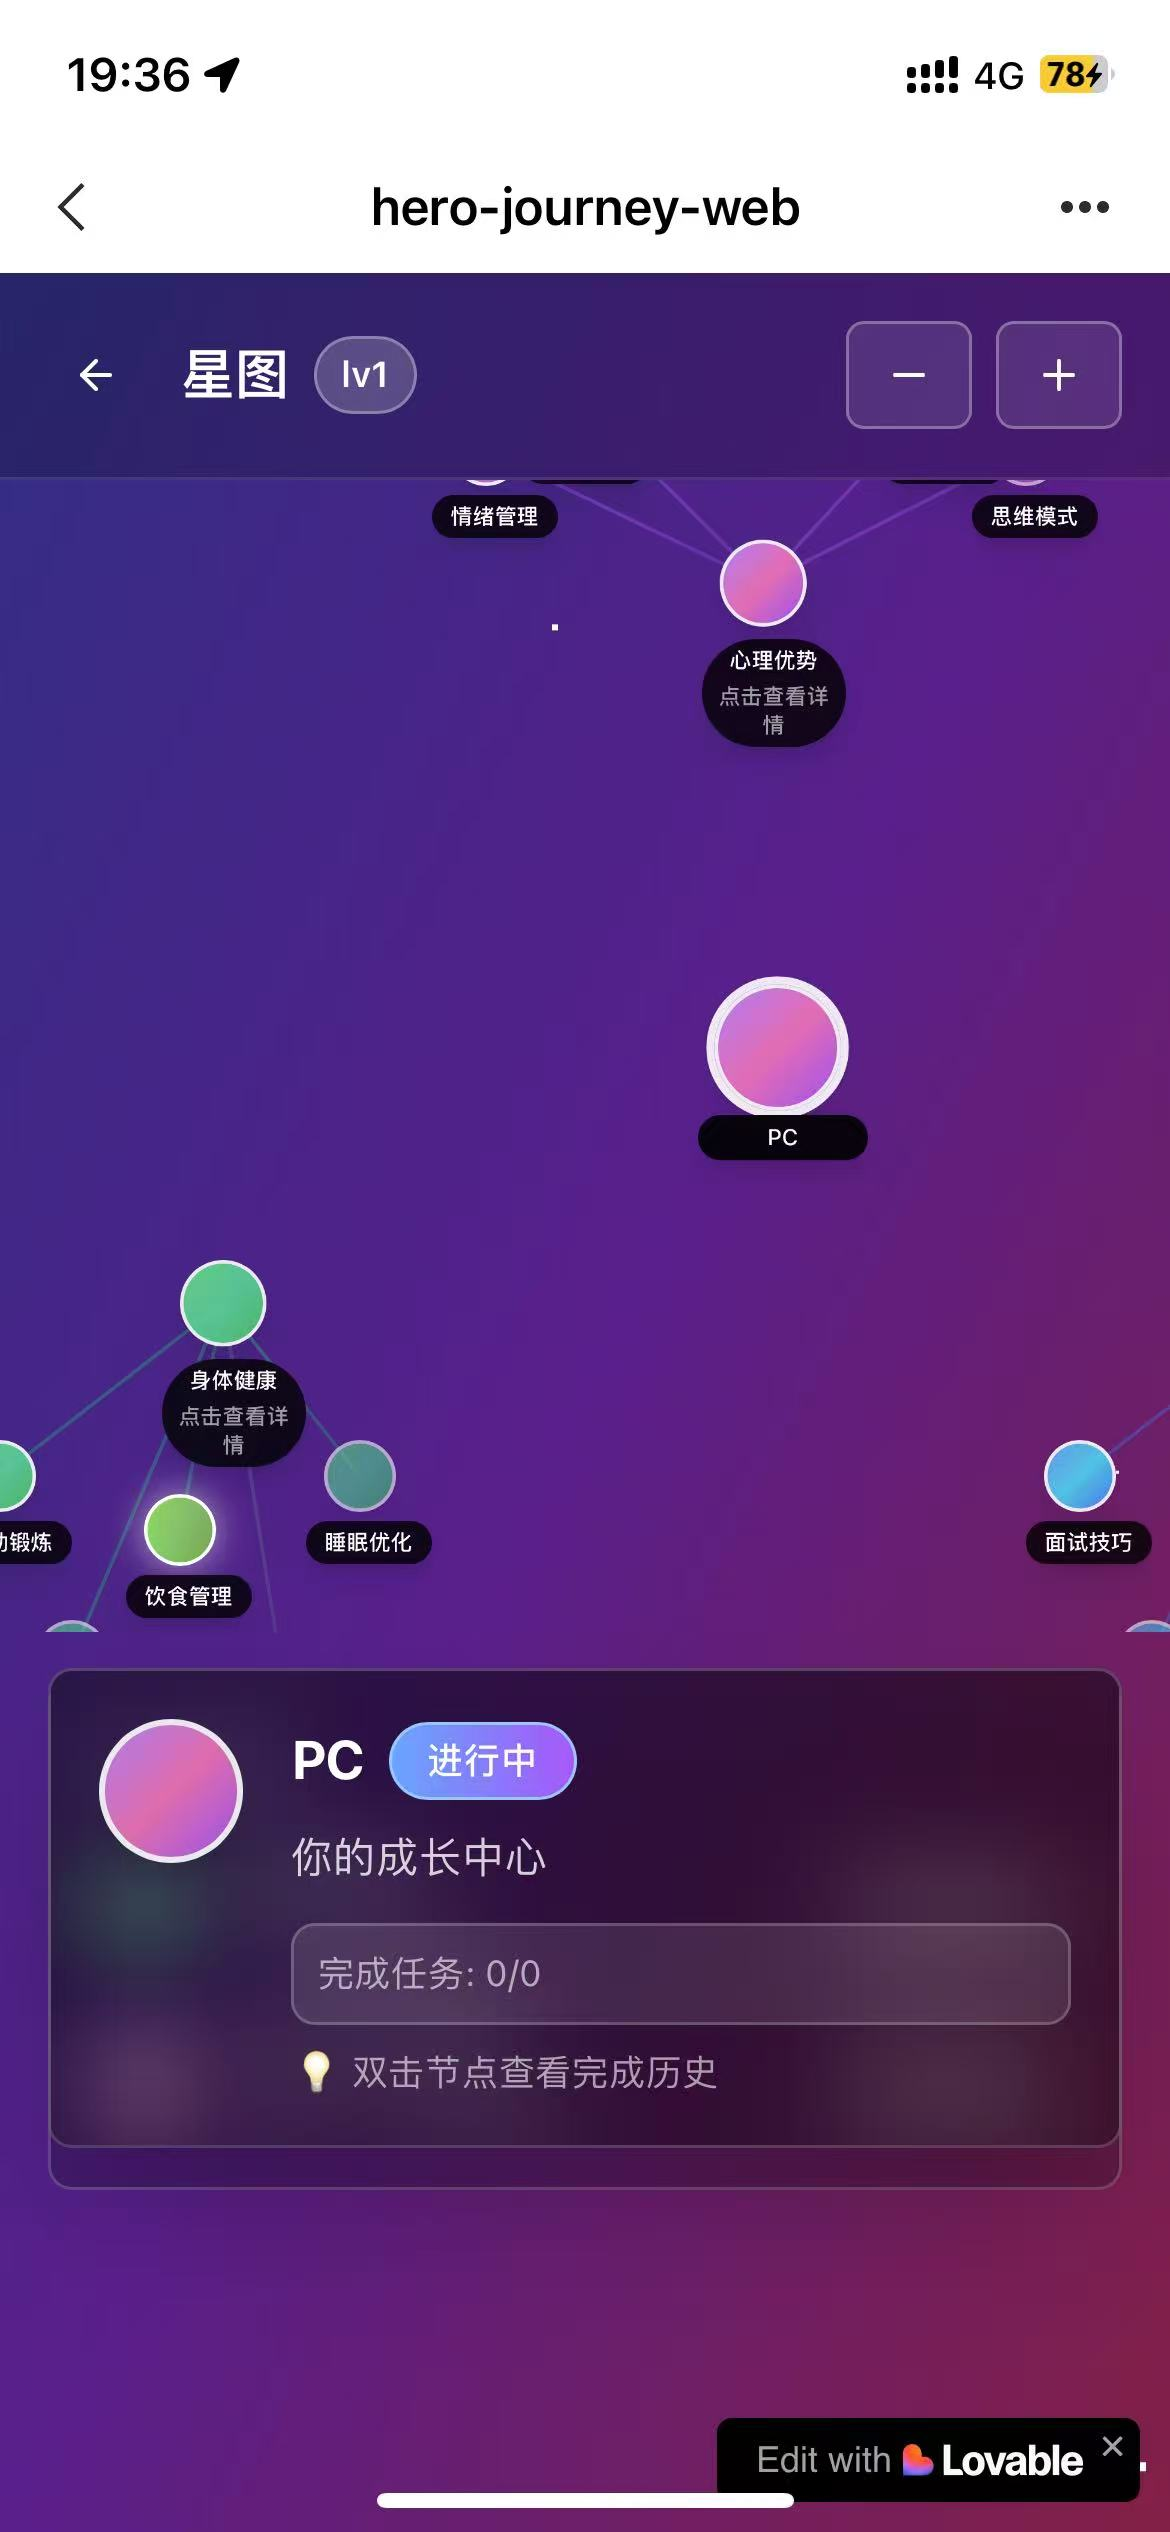 19:36
4G
78
hero-journey-web
星图
lv1
情绪管理
思维模式
心理优势
点击查看详
情
PC
身体健康
点击查看详
情
睡眠优化
面试技巧
饮食管理
PC
进行中
你的成长中心
完成任务: 0/0
双击节点查看完成历史
Edit with Lovable